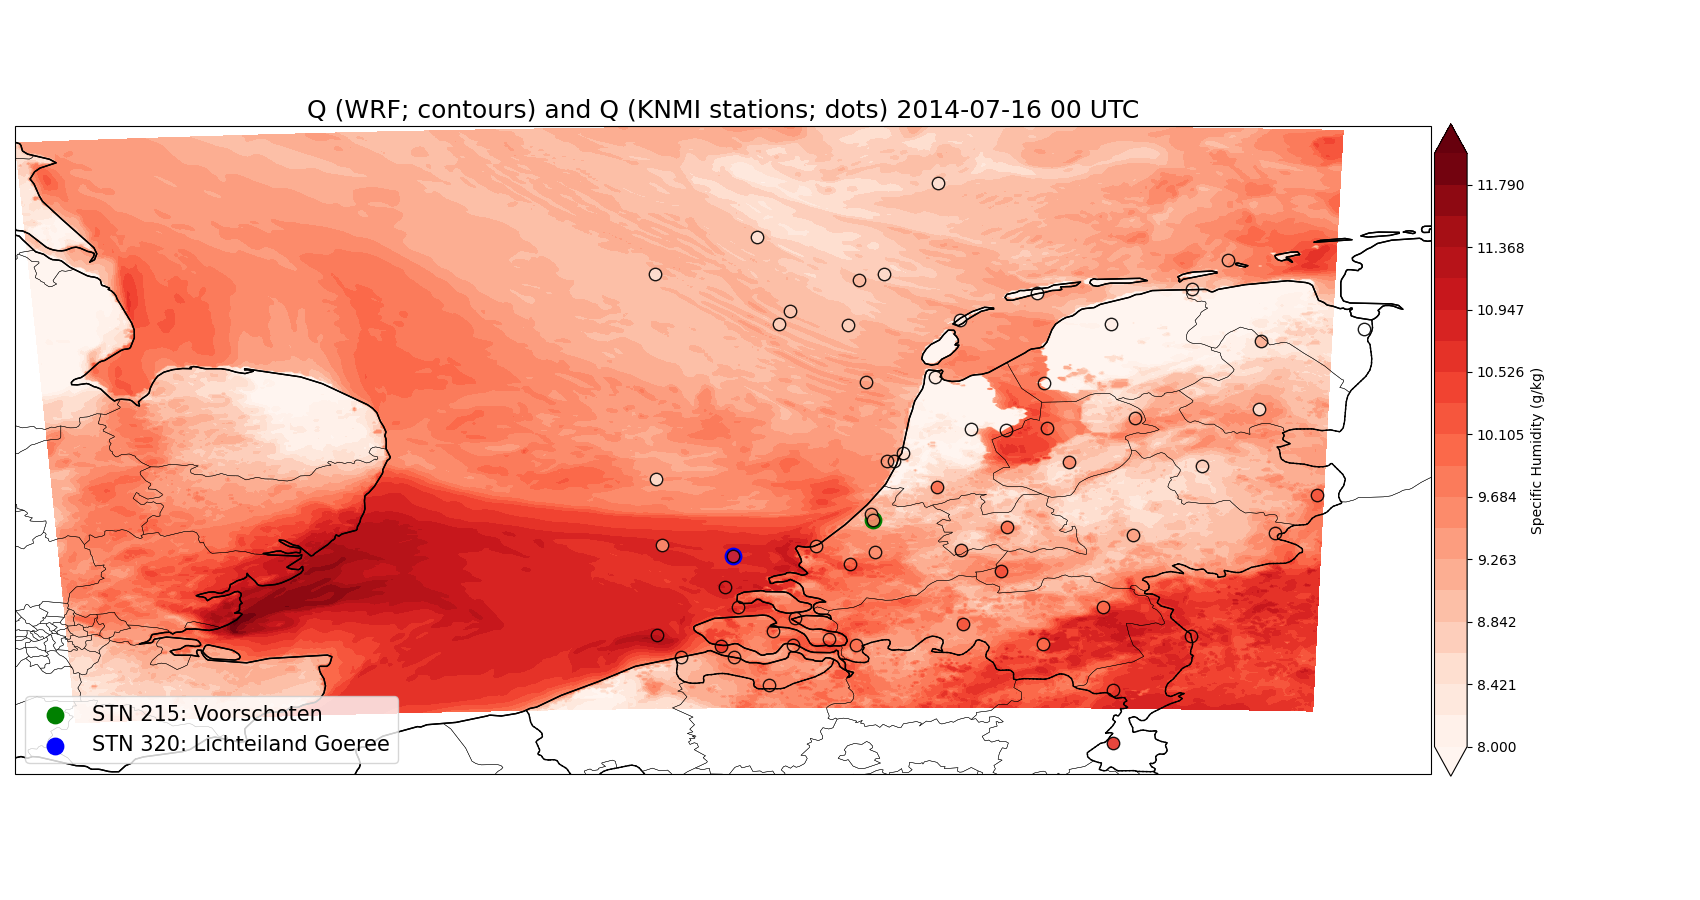 Q (WRF; contours) and Q (KNMI stations; dots) 2014-07-16 00 UTC
11.790
11.368
10.947
10.526
10.105
9.684
9.263
8.842
8.421
8.000
Specific Humidity (g/kg)
STN 215: Voorschoten
STN 320: Lichteiland Goeree